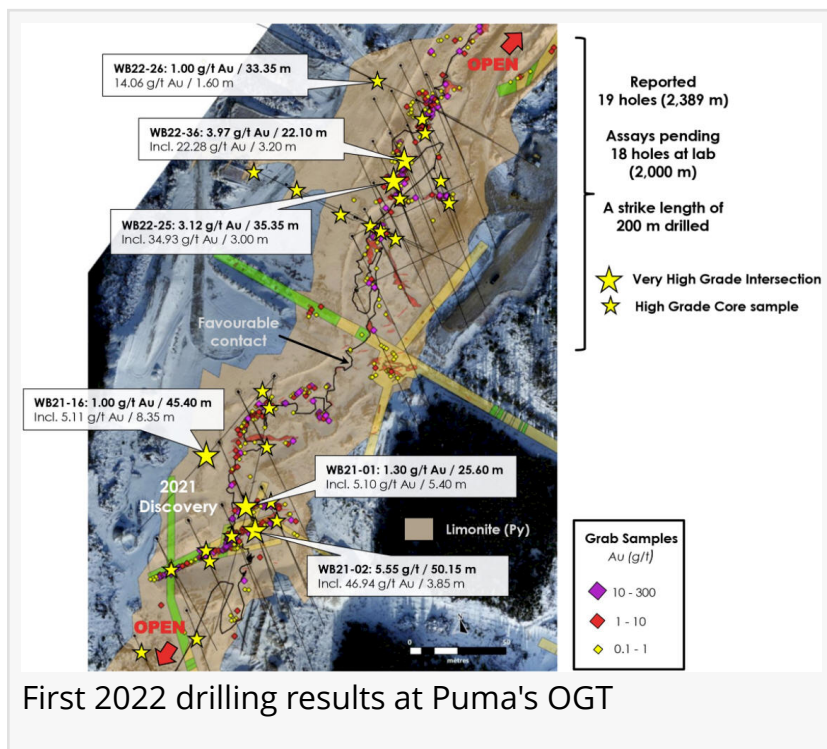 OPEN
WB22-26: 1.00 g/t Au / 33.35 m
14.06 g/t Au / 1.60 m
WB22-36: 3.97 g/t Au / 22.10 m
Incl. 22.28 g/t Au / 3.20 m
WB22-25: 3.12 g/t Au / 35.35 m
Incl. 34.93 g/t Au / 3.00 m
Favourable
contact
WB21-16: 1.00 g/t Au / 45.40 m
Incl. 5.11 g/t Au / 8.35 m
2021
Discovery
WB21-01: 1.30 g/t Au / 25.60 m
Incl. 5.10 g/t Au / 5.40 m
Limonite (Py)
WB21-02: 5.55 g/t / 50.15 m
Incl. 46.94 g/t Au / 3.85 m
OPEN
0
50
metres
Reported
19 holes (2,389 m)
Assays pending
18 holes at lab
(2,000 m)
A strike length of
200 m drilled
Very High Grade Intersection
High Grade Core sample
Grab Samples
Au (g/t)
10 - 300
1 - 10
0.1 - 1
First 2022 drilling results at Puma's OGT